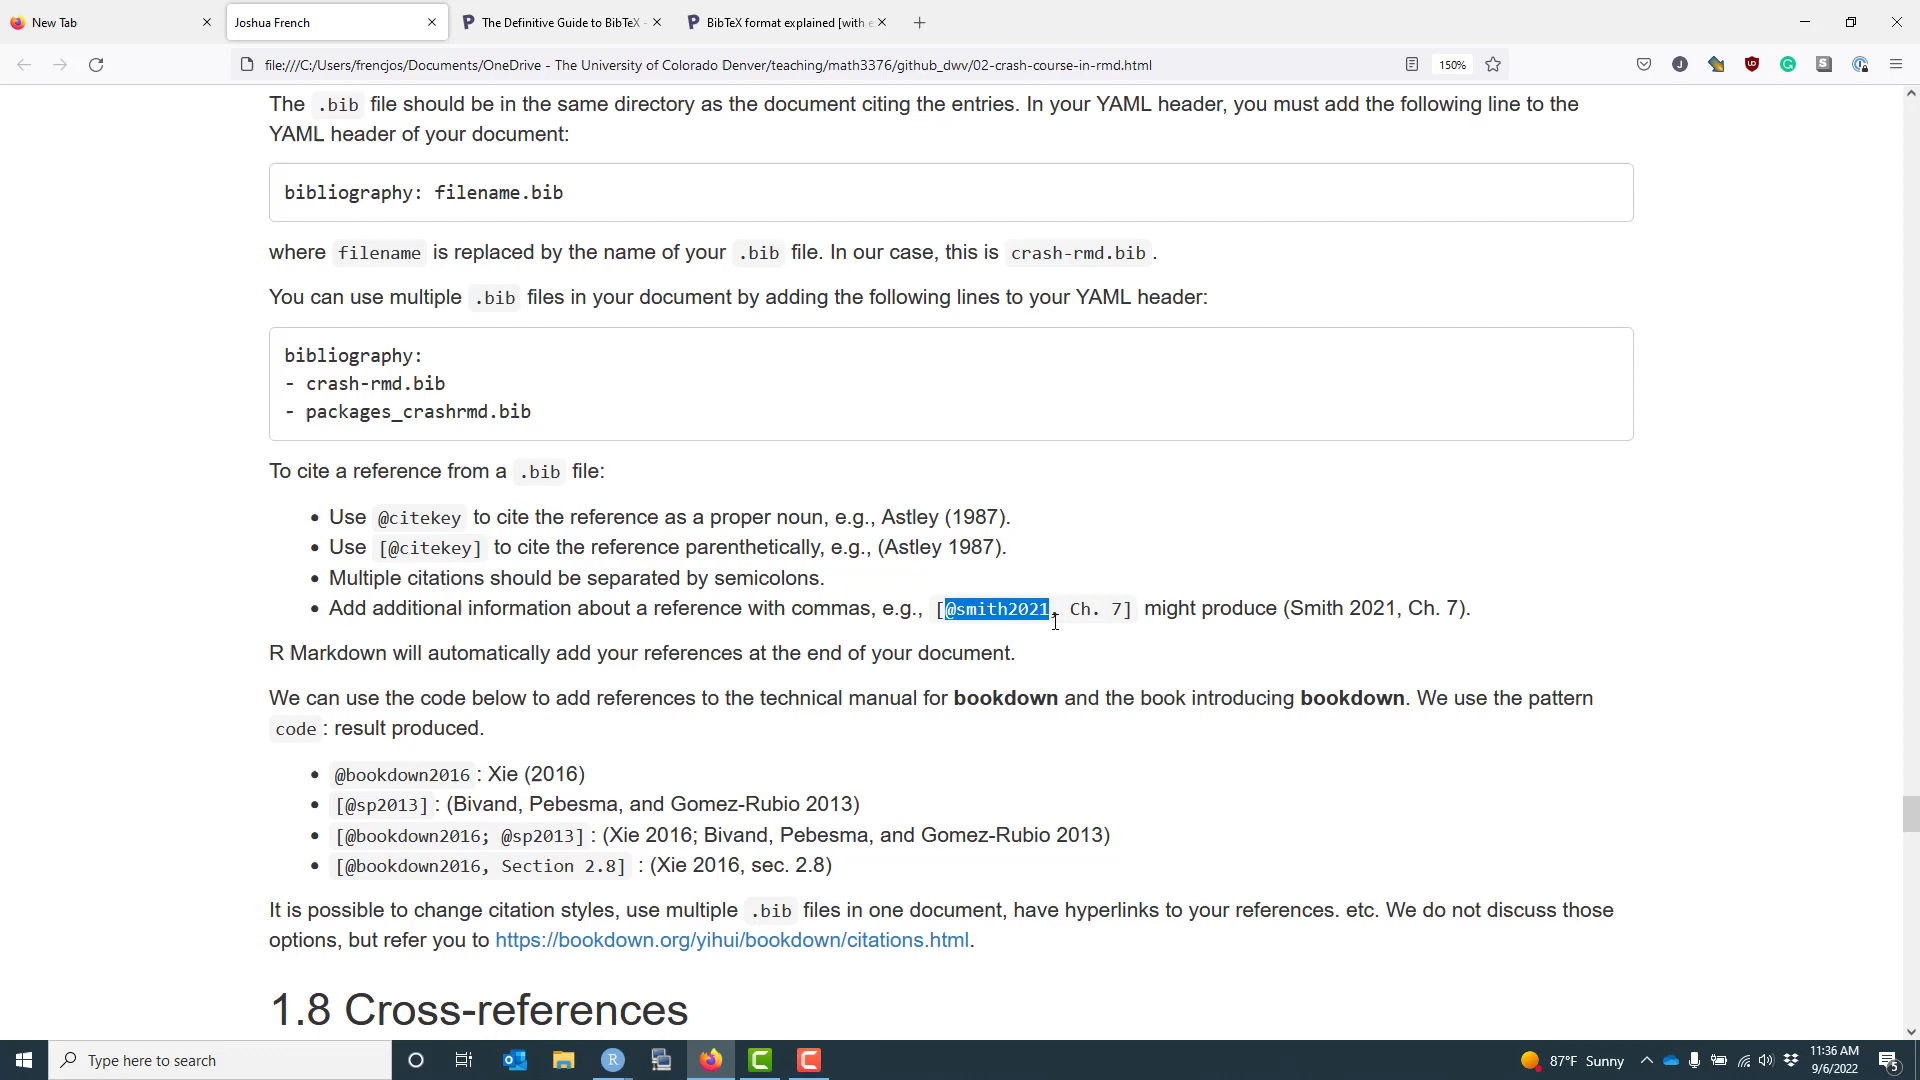 New Tab
Joshua French
The Definitive Guide to BibTeX -
BibTeX format explained [with e
file:///C:/Users/frencjos/Documents/OneDrive - The University of Colorado Denver/teaching/math3376/github_dwv/02-crash-course-in-rmd.html
150%
The .bib file should be in the same directory as the document citing the entries. In your YAML header, you must add the following line to the
YAML header of your document:
bibliography: filename.bib
where filename is replaced by the name of your .bib file. In our case, this is crash-rmd.bib.
You can use multiple .bib files in your document by adding the following lines to your YAML header:
bibliography:
- crash-rmd.bib
- packages_crashrmd.bib
To cite a reference from a .bib file:
• Use @citekey to cite the reference as a proper noun, e.g., Astley (1987).
• Use [@citekey] to cite the reference parenthetically, e.g., (Astley 1987).
• Multiple citations should be separated by semicolons.
• Add additional information about a reference with commas, e.g., [@smith2021, Ch. 7] might produce (Smith 2021, Ch. 7).
R Markdown will automatically add your references at the end of your document.
We can use the code below to add references to the technical manual for bookdown and the book introducing bookdown. We use the pattern
code: result produced.
• @bookdown2016: Xie (2016)
• [@sp2013]: (Bivand, Pebesma, and Gomez-Rubio 2013)
• [@bookdown2016; @sp2013]: (Xie 2016; Bivand, Pebesma, and Gomez-Rubio 2013)
• [@bookdown2016, Section 2.8] : (Xie 2016, sec. 2.8)
It is possible to change citation styles, use multiple .bib files in one document, have hyperlinks to your references. etc. We do not discuss those
options, but refer you to https://bookdown.org/yihui/bookdown/citations.html.
1.8 Cross-references
Type here to search
87°F Sunny
11:36 AM
9/6/2022
5